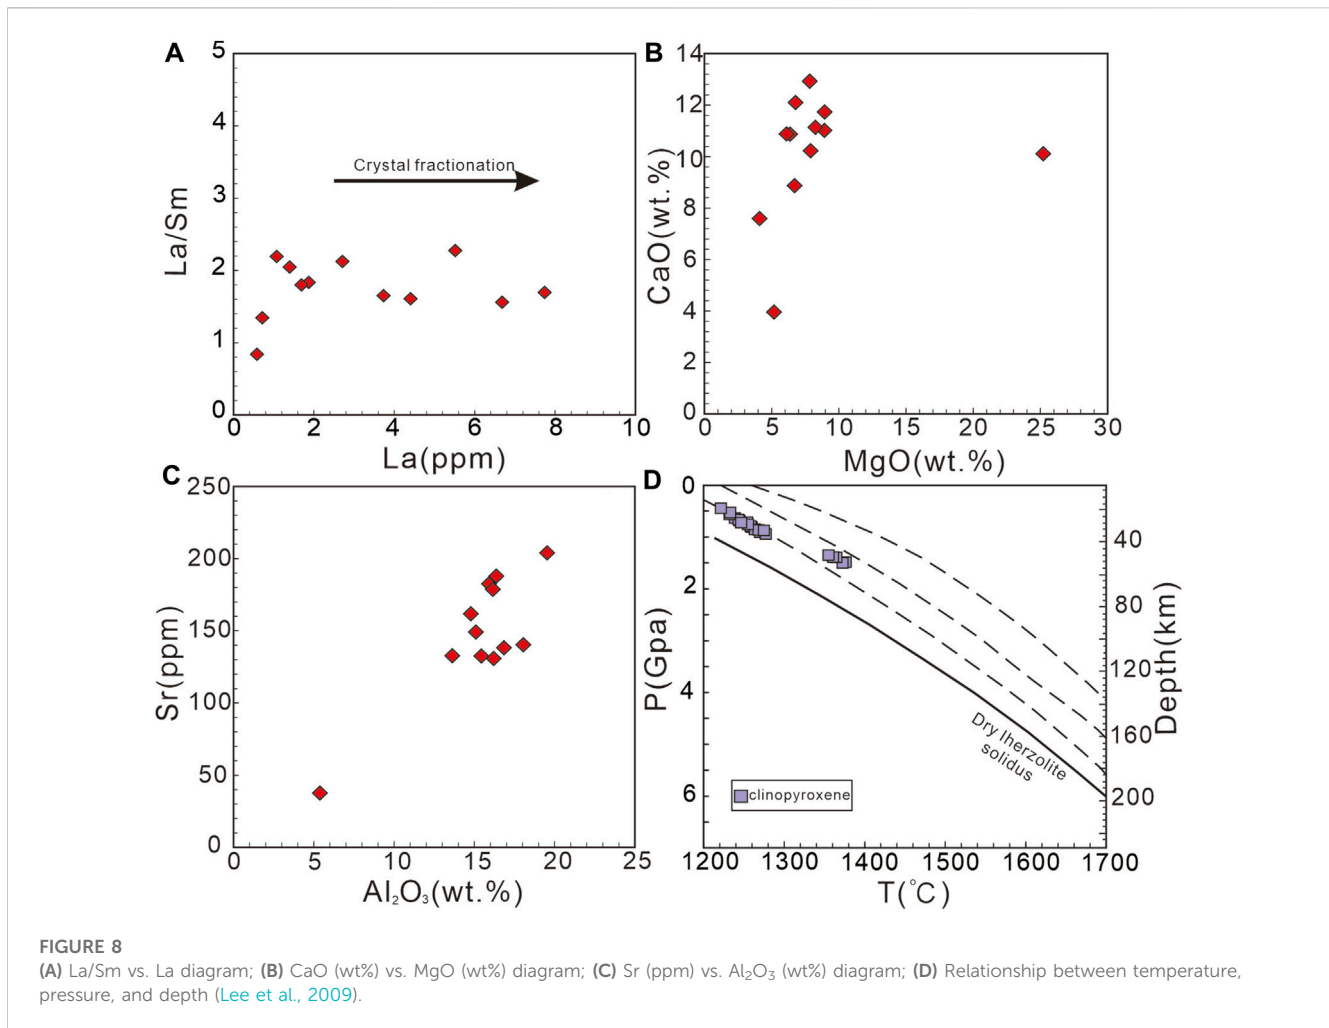 A
5
4
3
2
1
0
La/Sm
Crystal fractionation
0 2 4 6 8 10
La(ppm)
B
14
12
10
8
6
4
2
0
CaO(wt.%)
0 5 10 15 20 25 30
MgO(wt.%)
C
250
200
150
100
50
0
Sr(ppm)
0 5 10 15 20 25
Al₂O₃(wt.%)
D
0
2
4
6
P(Gpa)
40
80
120
160
200
Depth(km)
Dry lherzolite
solidus
clinopyroxene
1200 1300 1400 1500 1600 1700
T(°C)
FIGURE 8
(A) La/Sm vs. La diagram; (B) CaO (wt%) vs. MgO (wt%) diagram; (C) Sr (ppm) vs. Al₂O₃ (wt%) diagram; (D) Relationship between temperature,
pressure, and depth (Lee et al., 2009).